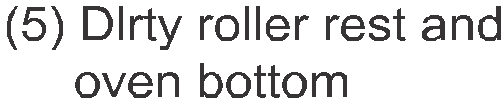 (5) Dlrty roller rest and
oven bottom